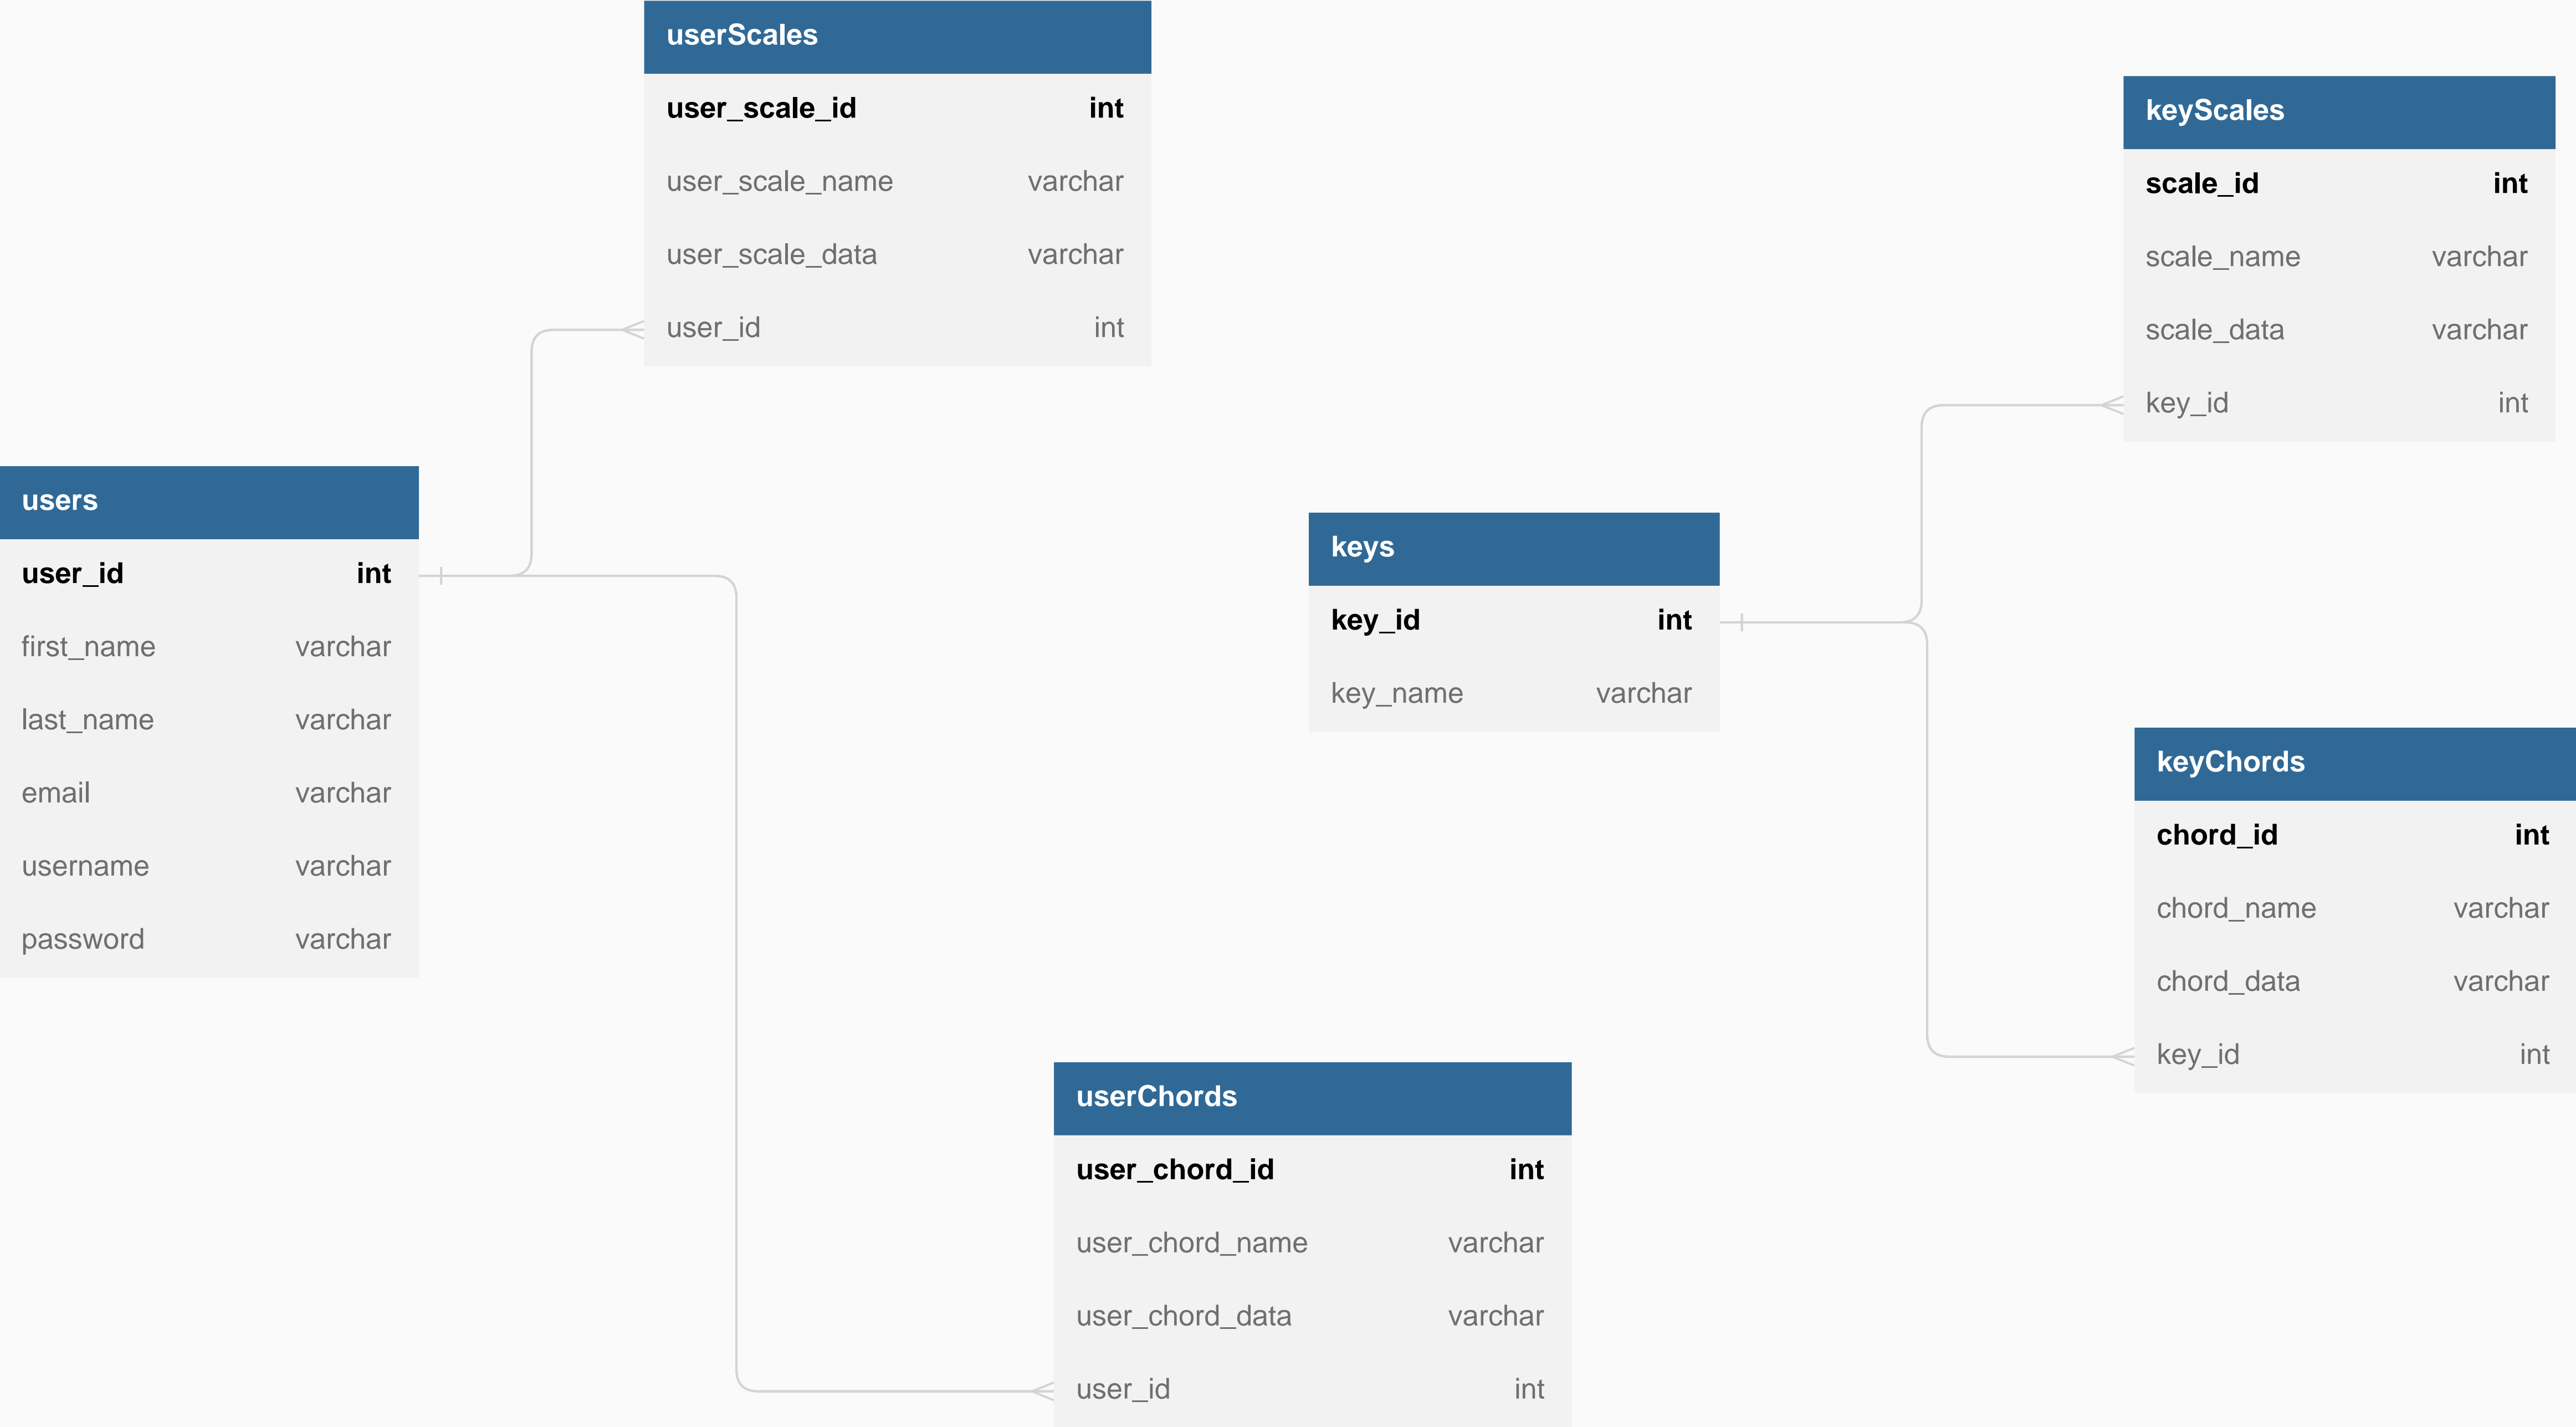 userScales
user_scale_id int
user_scale_name varchar
user_scale_data varchar
user_id int
users
user_id int
first_name varchar
last_name varchar
email varchar
username varchar
password varchar
keys
key_id int
key_name varchar
keyScales
scale_id int
scale_name varchar
scale_data varchar
key_id int
keyChords
chord_id int
chord_name varchar
chord_data varchar
key_id int
userChords
user_chord_id int
user_chord_name varchar
user_chord_data varchar
user_id int